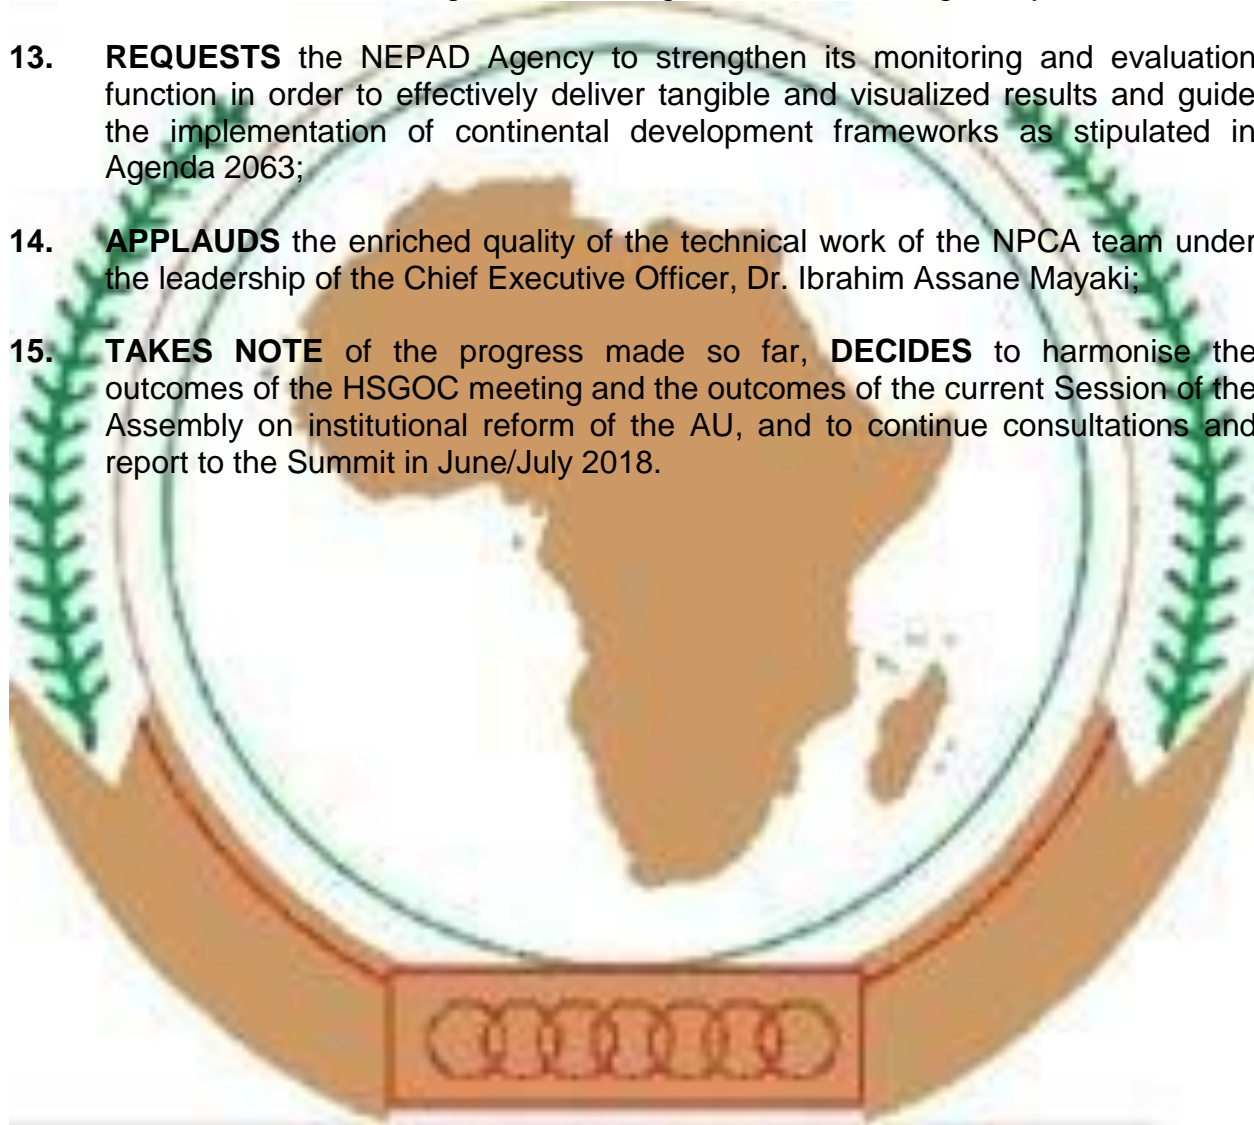 13. REQUESTS the NEPAD Agency to strengthen its monitoring and evaluation
function in order to effectively deliver tangible and visualized results and guide
the implementation of continental development frameworks as stipulated in
Agenda 2063;
14. APPLAUDS the enriched quality of the technical work of the NPCA team under
the leadership of the Chief Executive Officer, Dr. Ibrahim Assane Mayaki;
15. TAKES NOTE of the progress made so far, DECIDES to harmonise the
outcomes of the HSGOC meeting and the outcomes of the current Session of the
Assembly on institutional reform of the AU, and to continue consultations and
report to the Summit in June/July 2018.